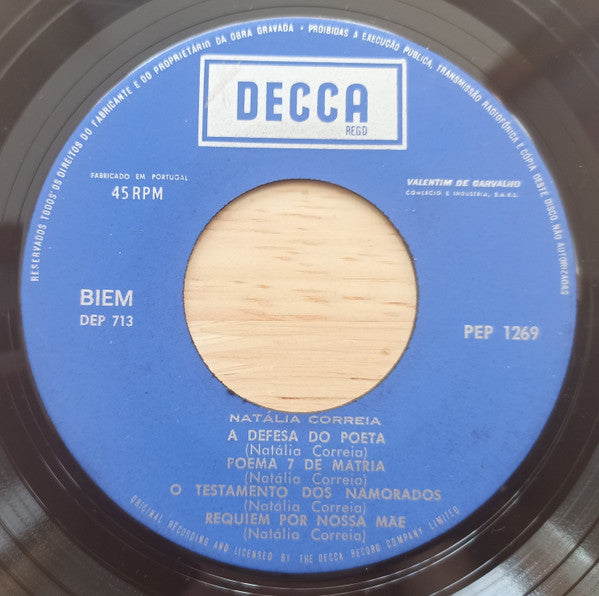 RESERVADOS TODOS OS DIREITOS DO FABRICANTE E DO PROPRIETÁRIO DA OBRA GRAVADA • PROIBIDAS A EXECUÇÃO PÚBLICA, TRANSMISSÃO RADIOFÓNICA E CÓPIA DESTE DISCO, NÃO AUTORIZADAS
DECCA
REGD
FABRICADO EM PORTUGAL
45 RPM
VALENTIM DE CARVALHO
COMÉRCIO E INDÚSTRIA, S.A.R.L.
BIEM
DEP 713
PEP 1269
NATÁLIA CORREIA
A DEFESA DO POETA
(Natália Correia)
POEMA 7 DE MATRIA
(Natália Correia)
O TESTAMENTO DOS NAMORADOS
(Natália Correia)
REQUIEM POR NOSSA MÃE
(Natália Correia)
ORIGINAL RECORDING AND LICENSED BY THE DECCA RECORD COMPANY LIMITED